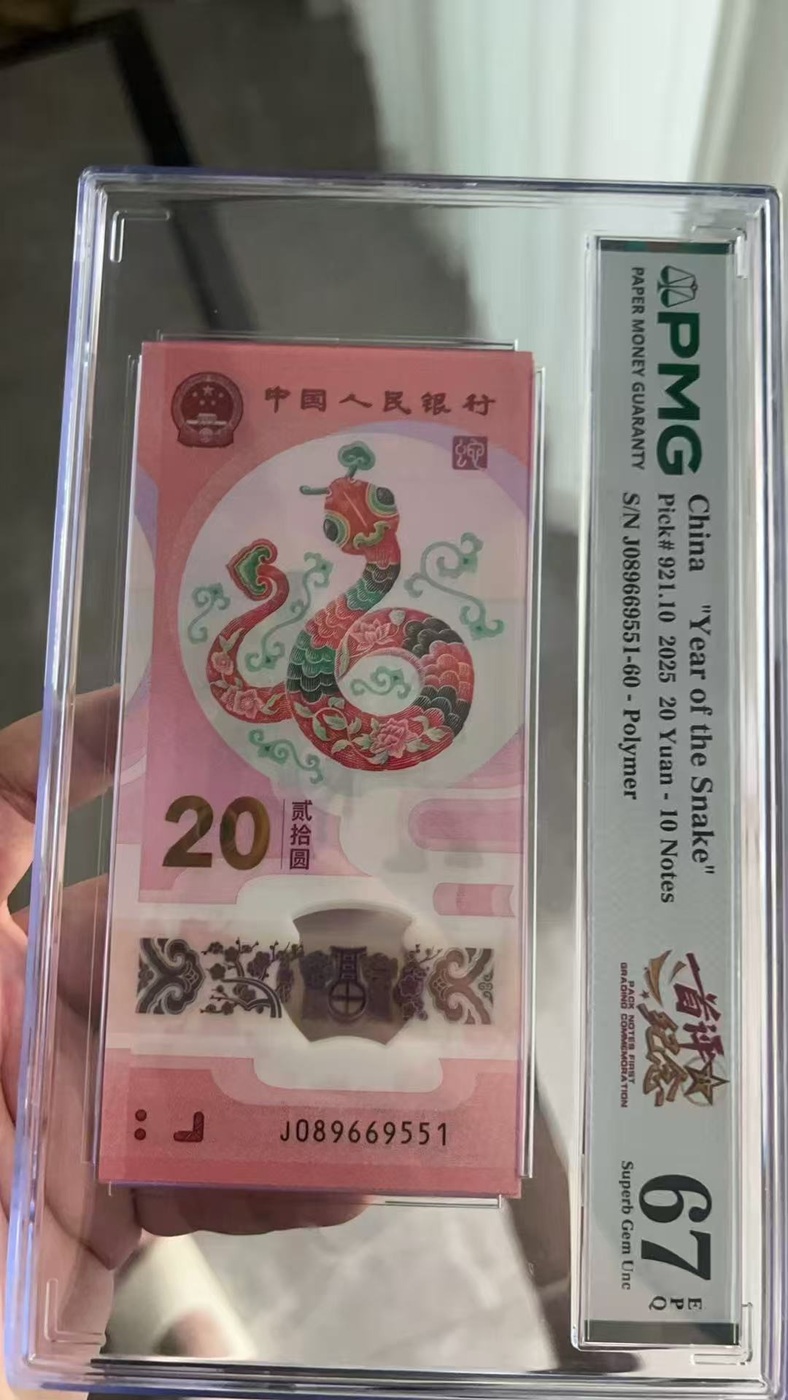 中国人民银行
蛇
20
贰拾圆
J089669551
PMG
PAPER MONEY GUARANTY
China "Year of the Snake"
Pick# 921.10 2025 20 Yuan - 10 Notes
S/N J089669551-60 - Polymer
首评
纪念
PACK NOTES FIRST
GRADING COMMEMORATION
67
EPQ
Superb Gem Unc